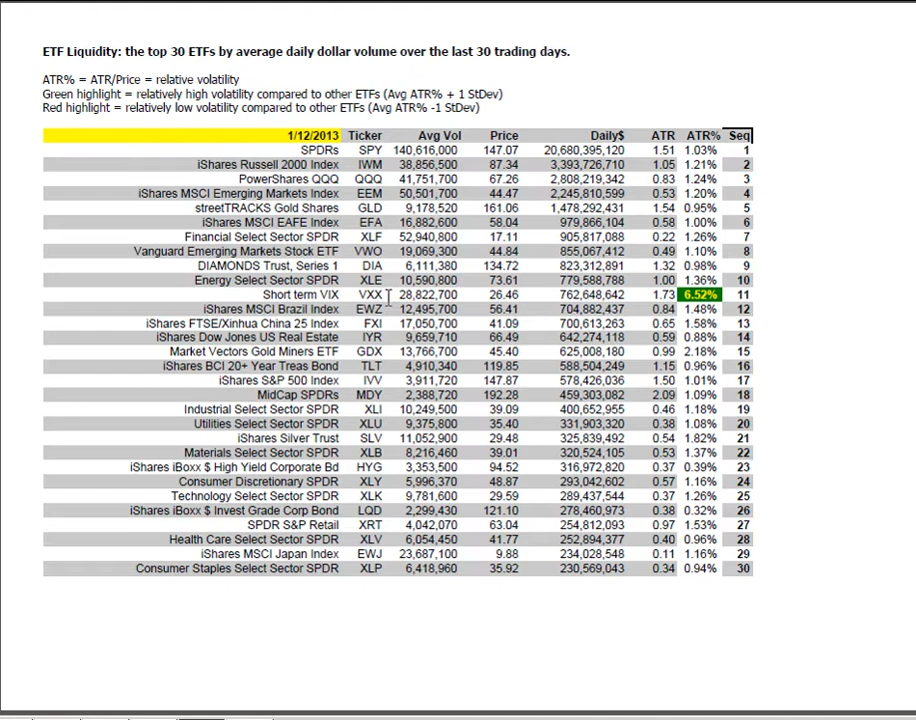 ETF Liquidity: the top 30 ETFs by average daily dollar volume over the last 30 trading days.
ATR% = ATR/Price = relative volatility
Green highlight = relatively high volatility compared to other ETFs (Avg ATR% + 1 StDev)
Red highlight = relatively low volatility compared to other ETFs (Avg ATR% -1 StDev)
1/12/2013 Ticker Avg Vol Price Daily$ ATR ATR% Seq
SPDRs SPY 140,616,000 147.07 20,680,395,120 1.51 1.03% 1
iShares Russell 2000 Index IWM 38,856,500 87.34 3,393,726,710 1.05 1.21% 2
PowerShares QQQ QQQ 41,751,700 67.26 2,808,219,342 0.83 1.24% 3
iShares MSCI Emerging Markets Index EEM 50,501,700 44.47 2,245,810,599 0.53 1.20% 4
streetTRACKS Gold Shares GLD 9,178,520 161.06 1,478,292,431 1.54 0.95% 5
iShares MSCI EAFE Index EFA 16,882,600 58.04 979,866,104 0.58 1.00% 6
Financial Select Sector SPDR XLF 52,940,800 17.11 905,817,088 0.22 1.26% 7
Vanguard Emerging Markets Stock ETF VWO 19,069,300 44.84 855,067,412 0.49 1.10% 8
DIAMONDS Trust, Series 1 DIA 6,111,380 134.72 823,312,891 1.32 0.98% 9
Energy Select Sector SPDR XLE 10,590,800 73.61 779,588,788 1.00 1.36% 10
Short term VIX VXX 28,822,700 26.46 762,648,642 1.73 6.52% 11
iShares MSCI Brazil Index EWZ 12,495,700 56.41 704,882,437 0.84 1.48% 12
iShares FTSE/Xinhua China 25 Index FXI 17,050,700 41.09 700,613,263 0.65 1.58% 13
iShares Dow Jones US Real Estate IYR 9,659,710 66.49 642,274,118 0.59 0.88% 14
Market Vectors Gold Miners ETF GDX 13,766,700 45.40 625,008,180 0.99 2.18% 15
iShares BCI 20+ Year Treas Bond TLT 4,910,340 119.85 588,504,249 1.15 0.96% 16
iShares S&P 500 Index IVV 3,911,720 147.87 578,426,036 1.50 1.01% 17
MidCap SPDRs MDY 2,388,720 192.28 459,303,082 2.09 1.09% 18
Industrial Select Sector SPDR XLI 10,249,500 39.09 400,652,955 0.46 1.18% 19
Utilities Select Sector SPDR XLU 9,375,800 35.40 331,903,320 0.38 1.08% 20
iShares Silver Trust SLV 11,052,900 29.48 325,839,492 0.54 1.82% 21
Materials Select Sector SPDR XLB 8,216,460 39.01 320,524,105 0.53 1.37% 22
iShares iBoxx $ High Yield Corporate Bd HYG 3,353,500 94.52 316,972,820 0.37 0.39% 23
Consumer Discretionary SPDR XLY 5,996,370 48.87 293,042,602 0.57 1.16% 24
Technology Select Sector SPDR XLK 9,781,600 29.59 289,437,544 0.37 1.26% 25
iShares iBoxx $ Invest Grade Corp Bond LQD 2,299,430 121.10 278,460,973 0.38 0.32% 26
SPDR S&P Retail XRT 4,042,070 63.04 254,812,093 0.97 1.53% 27
Health Care Select Sector SPDR XLV 6,054,450 41.77 252,894,377 0.40 0.96% 28
iShares MSCI Japan Index EWJ 23,687,100 9.88 234,028,548 0.11 1.16% 29
Consumer Staples Select Sector SPDR XLP 6,418,960 35.92 230,569,043 0.34 0.94% 30